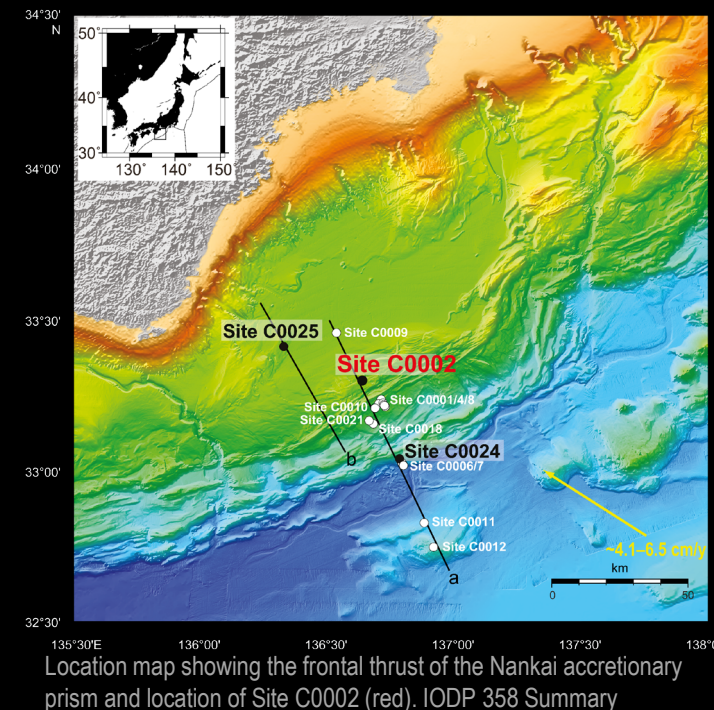 34°30'
N
50°
40°
30°
130° 140° 150°
34°00'
33°30'
33°00'
32°30'
Site C0025
Site C0009
Site C0002
Site C0001/4/8
Site C0010
Site C0021
Site C0018
Site C0024
Site C0006/7
b
Site C0011
Site C0012
a
~4.1–6.5 cm/y
km
0 50
135°30'E 136°00' 136°30' 137°00' 137°30' 138°0
Location map showing the frontal thrust of the Nankai accretionary
prism and location of Site C0002 (red). IODP 358 Summary